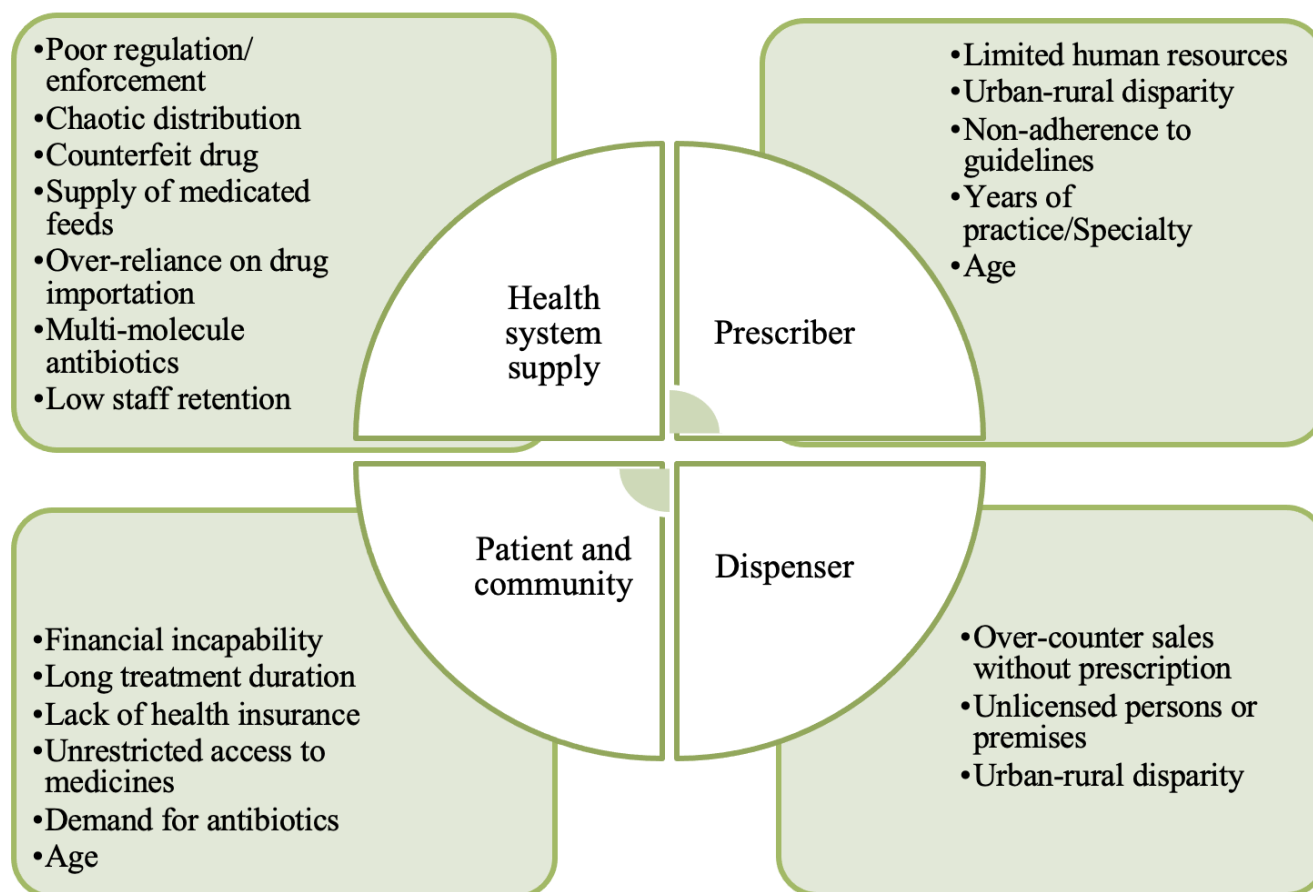 •Poor regulation/
enforcement
•Chaotic distribution
•Counterfeit drug
•Supply of medicated
feeds
•Over-reliance on drug
importation
•Multi-molecule
antibiotics
•Low staff retention
Health
system
supply
•Limited human resources
•Urban-rural disparity
•Non-adherence to
guidelines
•Years of
practice/Specialty
•Age
Prescriber
•Financial incapability
•Long treatment duration
•Lack of health insurance
•Unrestricted access to
medicines
•Demand for antibiotics
•Age
Patient and
community
Dispenser
•Over-counter sales
without prescription
•Unlicensed persons or
premises
•Urban-rural disparity